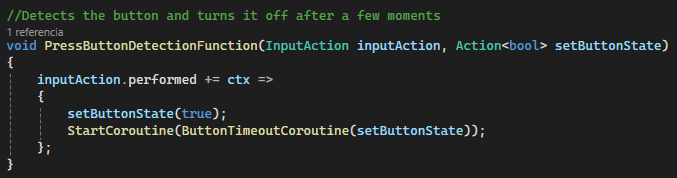 //Detects the button and turns it off after a few moments
1 referencia
void PressButtonDetectionFunction(InputAction inputAction, Action<bool> setButtonState)
{
    inputAction.performed += ctx =>
    {
        setButtonState(true);
        StartCoroutine(ButtonTimeoutCoroutine(setButtonState));
    };
}